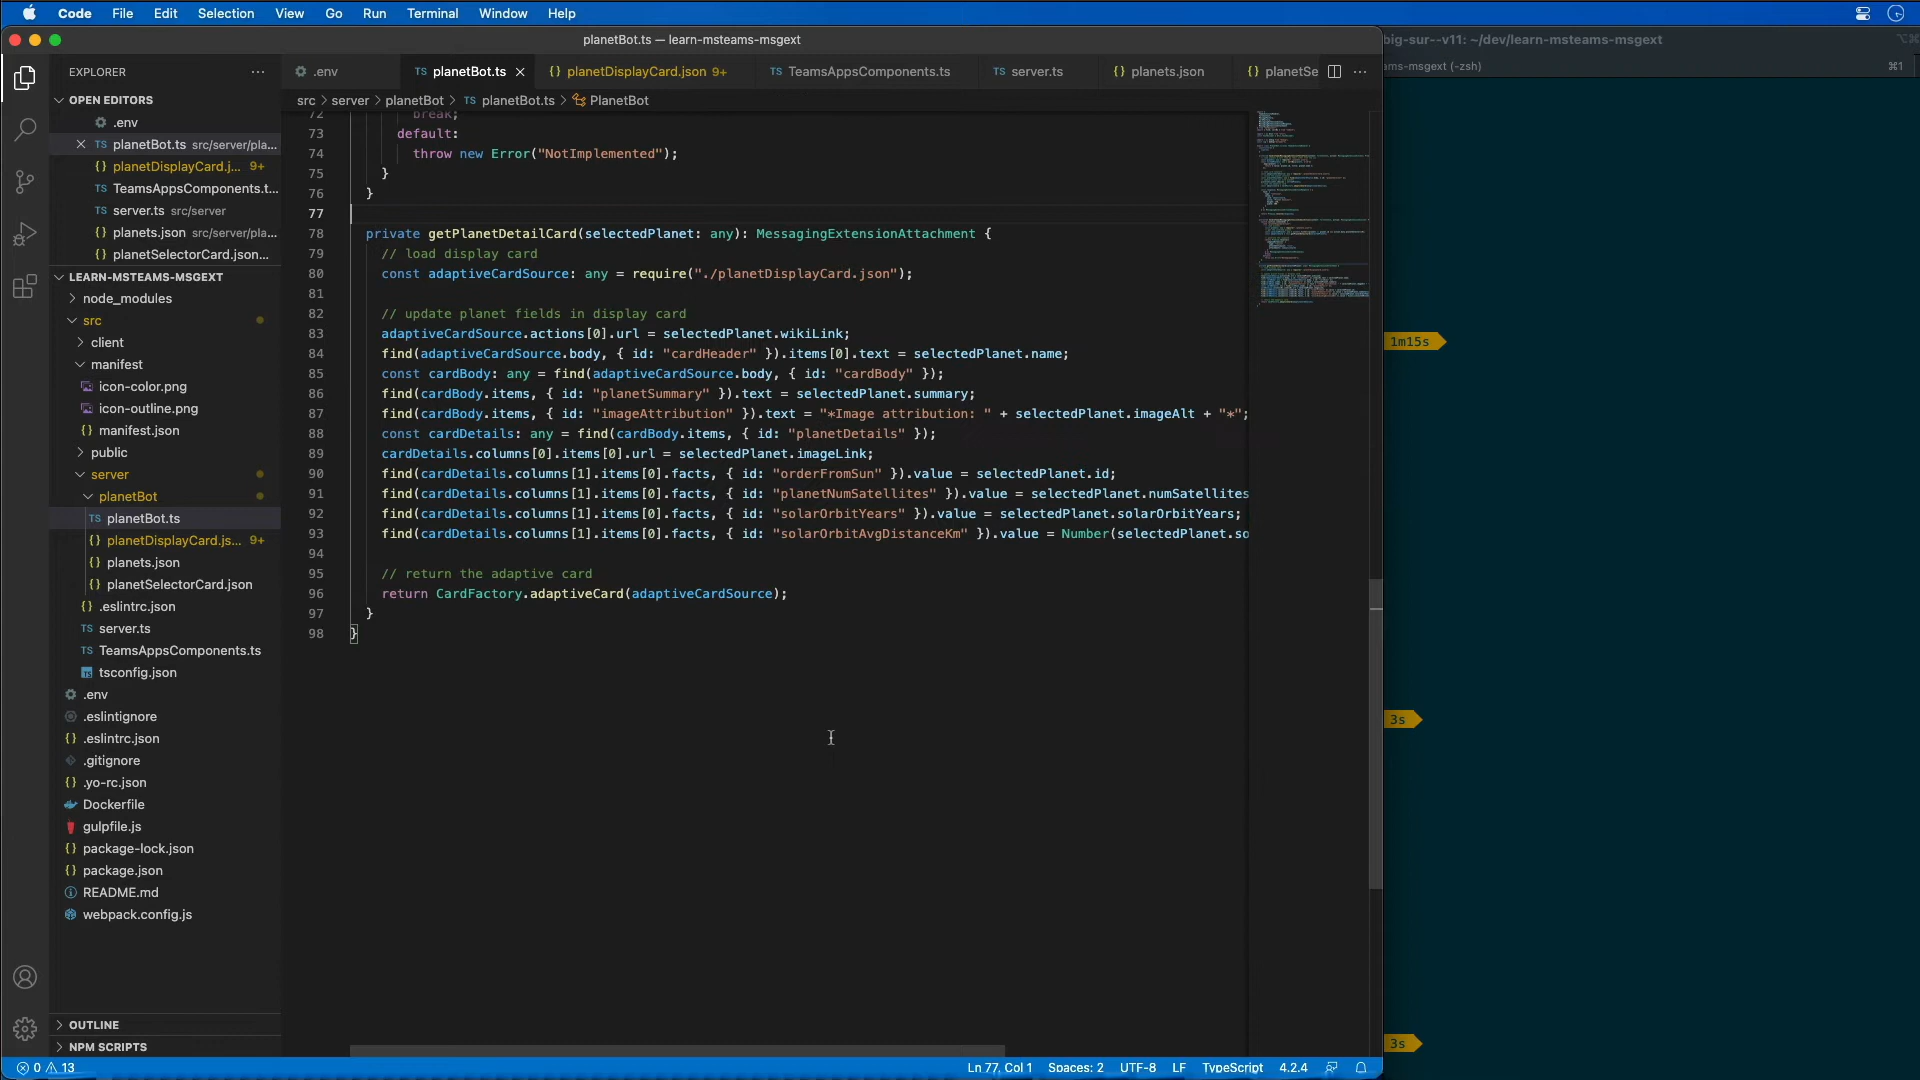 Code File Edit Selection View Go Run Terminal Window Help
planetBot.ts — learn-msteams-msgext
big-sur--v11: ~/dev/learn-msteams-msgext
ms-msgext (-zsh) ⌘1
EXPLORER
.env
TS planetBot.ts
{} planetDisplayCard.json 9+
TS TeamsAppsComponents.ts
TS server.ts
{} planets.json
{} planetSe
src > server > planetBot > TS planetBot.ts > PlanetBot
OPEN EDITORS
.env
TS planetBot.ts src/server/pla...
{} planetDisplayCard.j... 9+
TS TeamsAppsComponents.t...
TS server.ts src/server
{} planets.json src/server/pla...
{} planetSelectorCard.json...
LEARN-MSTEAMS-MSGEXT
node_modules
src
client
manifest
icon-color.png
icon-outline.png
{} manifest.json
public
server
planetBot
TS planetBot.ts
{} planetDisplayCard.js... 9+
{} planets.json
{} planetSelectorCard.json
{} .eslintrc.json
TS server.ts
TS TeamsAppsComponents.ts
tsconfig.json
.env
.eslintignore
{} .eslintrc.json
.gitignore
{} .yo-rc.json
Dockerfile
gulpfile.js
{} package-lock.json
{} package.json
README.md
webpack.config.js
OUTLINE
NPM SCRIPTS
72 break;
73 default:
74 throw new Error("NotImplemented");
75 }
76 }
77
78 private getPlanetDetailCard(selectedPlanet: any): MessagingExtensionAttachment {
79 // load display card
80 const adaptiveCardSource: any = require("./planetDisplayCard.json");
81
82 // update planet fields in display card
83 adaptiveCardSource.actions[0].url = selectedPlanet.wikiLink;
84 find(adaptiveCardSource.body, { id: "cardHeader" }).items[0].text = selectedPlanet.name;
85 const cardBody: any = find(adaptiveCardSource.body, { id: "cardBody" });
86 find(cardBody.items, { id: "planetSummary" }).text = selectedPlanet.summary;
87 find(cardBody.items, { id: "imageAttribution" }).text = "*Image attribution: " + selectedPlanet.imageAlt + "*";
88 const cardDetails: any = find(cardBody.items, { id: "planetDetails" });
89 cardDetails.columns[0].items[0].url = selectedPlanet.imageLink;
90 find(cardDetails.columns[1].items[0].facts, { id: "orderFromSun" }).value = selectedPlanet.id;
91 find(cardDetails.columns[1].items[0].facts, { id: "planetNumSatellites" }).value = selectedPlanet.numSatellites
92 find(cardDetails.columns[1].items[0].facts, { id: "solarOrbitYears" }).value = selectedPlanet.solarOrbitYears;
93 find(cardDetails.columns[1].items[0].facts, { id: "solarOrbitAvgDistanceKm" }).value = Number(selectedPlanet.so
94
95 // return the adaptive card
96 return CardFactory.adaptiveCard(adaptiveCardSource);
97 }
98 }
1m15s
3s
3s
0 13
Ln 77, Col 1 Spaces: 2 UTF-8 LF TypeScript 4.2.4